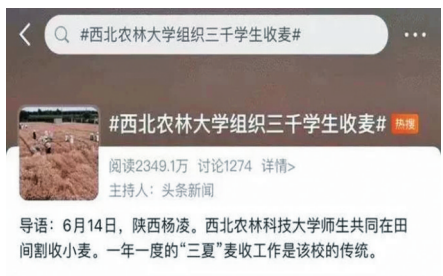 #西北农林大学组织三千学生收麦#
#西北农林大学组织三千学生收麦# 热搜
阅读2349.1万 讨论1274 详情>
主持人：头条新闻
导语：6月14日，陕西杨凌。西北农林科技大学师生共同在田
间割收小麦。一年一度的“三夏”麦收工作是该校的传统。